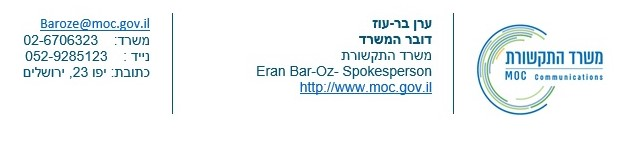 משרד התקשורת
MOC Communications
ערן בר-עוז
דובר המשרד
משרד התקשורת
Eran Bar-Oz- Spokesperson
http://www.moc.gov.il
Baroze@moc.gov.il
משרד: 02-6706323
נייד : 052-9285123
כתובת: יפו 23, ירושלים